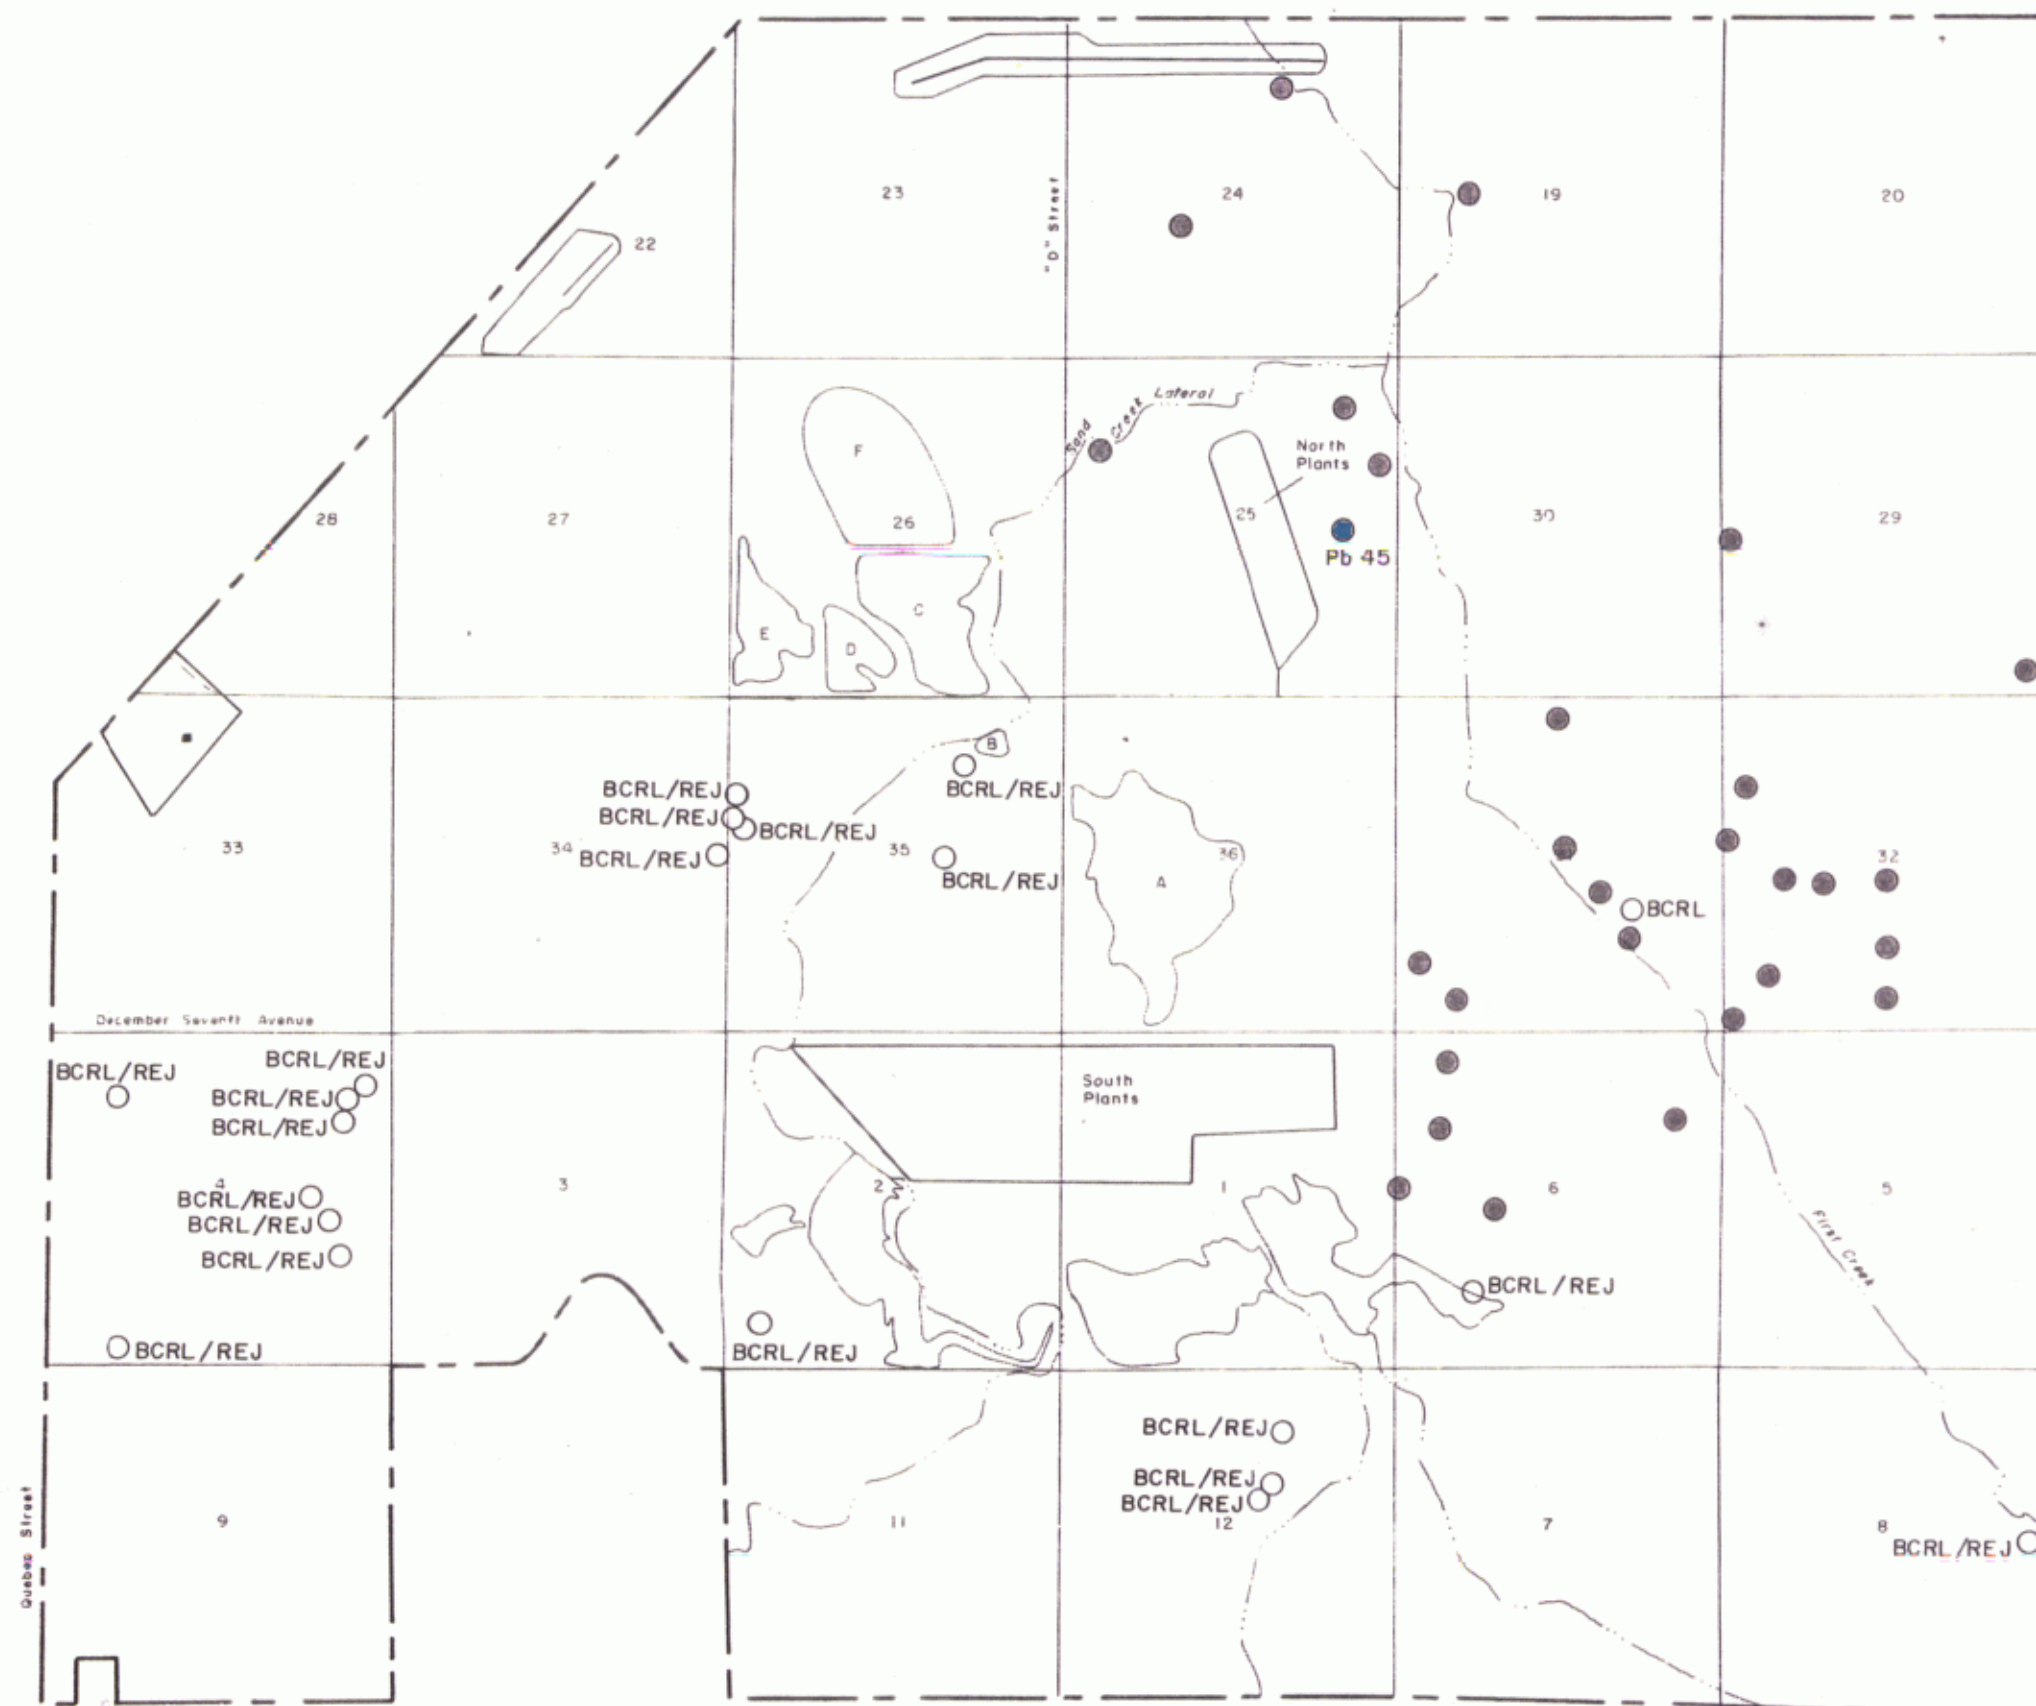 23
24
19
20
"D" Street
22
Sand Creek Lateral
North
Plants
F
28
27
26
25
30
29
Pb 45
C
E
D
B
BCRL/REJ
BCRL/REJ
BCRL/REJ
BCRL/REJ
BCRL/REJ
33
34
35
36
32
BCRL/REJ
A
BCRL
December Seventh Avenue
BCRL/REJ
BCRL/REJ
BCRL/REJ
BCRL/REJ
South
Plants
4
3
2
1
6
5
BCRL/REJ
BCRL/REJ
BCRL/REJ
First Creek
BCRL/REJ
BCRL/REJ
BCRL/REJ
BCRL/REJ
BCRL/REJ
BCRL/REJ
Quebec Street
9
11
12
7
8
BCRL/REJ